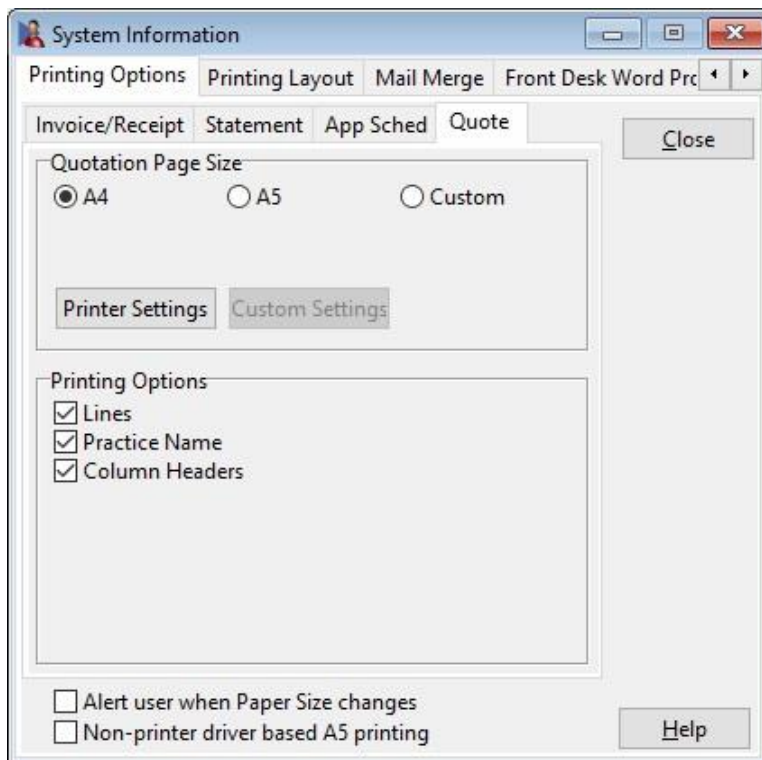 System Information
Printing Options Printing Layout Mail Merge Front Desk Word Prc
Invoice/Receipt Statement App Sched Quote
Close
Quotation Page Size
A4 A5 Custom
Printer Settings Custom Settings
Printing Options
Lines
Practice Name
Column Headers
Alert user when Paper Size changes
Non-printer driver based A5 printing
Help